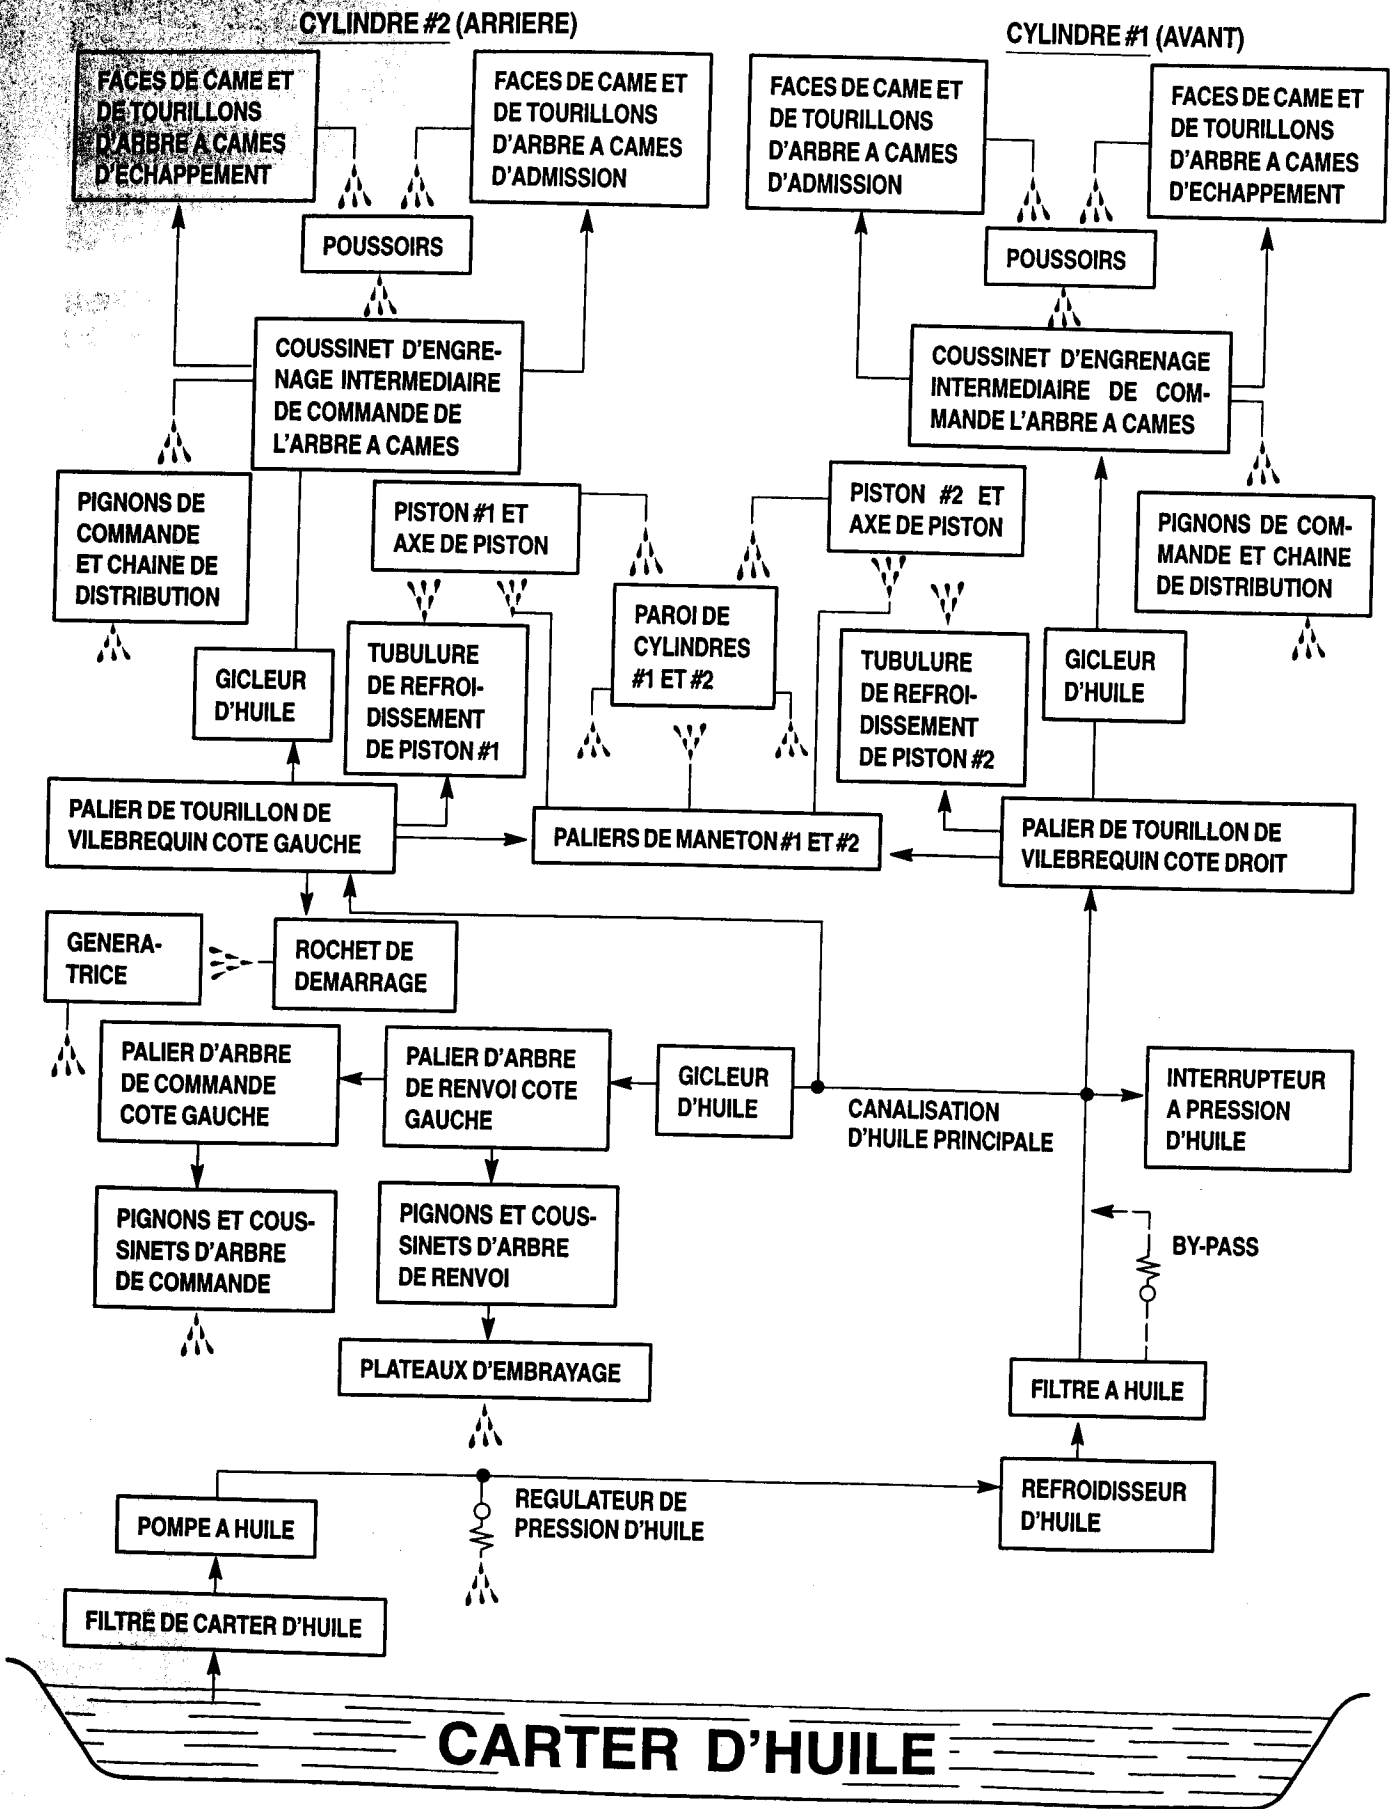 CYLINDRE #2 (ARRIERE)
CYLINDRE #1 (AVANT)
FACES DE CAME ET
DE TOURILLONS
D'ARBRE A CAMES
D'ECHAPPEMENT
FACES DE CAME ET
DE TOURILLONS
D'ARBRE A CAMES
D'ADMISSION
FACES DE CAME ET
DE TOURILLONS
D'ARBRE A CAMES
D'ADMISSION
FACES DE CAME ET
DE TOURILLONS
D'ARBRE A CAMES
D'ECHAPPEMENT
POUSSOIRS
POUSSOIRS
COUSSINET D'ENGRE-
NAGE INTERMEDIAIRE
DE COMMANDE DE
L'ARBRE A CAMES
COUSSINET D'ENGRENAGE
INTERMEDIAIRE DE COM-
MANDE L'ARBRE A CAMES
PIGNONS DE
COMMANDE
ET CHAINE DE
DISTRIBUTION
PISTON #1 ET
AXE DE PISTON
PISTON #2 ET
AXE DE PISTON
PIGNONS DE COM-
MANDE ET CHAINE
DE DISTRIBUTION
GICLEUR
D'HUILE
TUBULURE
DE REFROI-
DISSEMENT
DE PISTON #1
PAROI DE
CYLINDRES
#1 ET #2
TUBULURE
DE REFROI-
DISSEMENT
DE PISTON #2
GICLEUR
D'HUILE
PALIER DE TOURILLON DE
VILEBREQUIN COTE GAUCHE
PALIERS DE MANETON #1 ET #2
PALIER DE TOURILLON DE
VILEBREQUIN COTE DROIT
GENERA-
TRICE
ROCHET DE
DEMARRAGE
PALIER D'ARBRE
DE COMMANDE
COTE GAUCHE
PALIER D'ARBRE
DE RENVOI COTE
GAUCHE
GICLEUR
D'HUILE
CANALISATION
D'HUILE PRINCIPALE
INTERRUPTEUR
A PRESSION
D'HUILE
PIGNONS ET COUS-
SINETS D'ARBRE
DE COMMANDE
PIGNONS ET COUS-
SINETS D'ARBRE
DE RENVOI
BY-PASS
PLATEAUX D'EMBRAYAGE
FILTRE A HUILE
POMPE A HUILE
REGULATEUR DE
PRESSION D'HUILE
REFROIDISSEUR
D'HUILE
FILTRE DE CARTER D'HUILE
CARTER D'HUILE